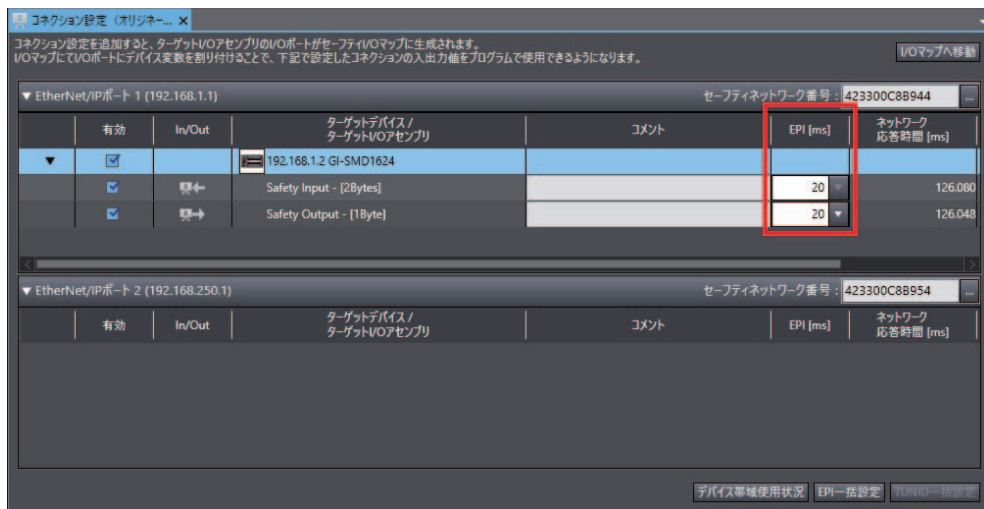 コネクション設定（オリジネー... ×
コネクション設定を追加すると、ターゲットI/OアセンブリのI/OポートがセーフティI/Oマップに生成されます。
I/OマップにてI/Oポートにデバイス変数を割り付けることで、下記で設定したコネクションの入出力値をプログラムで使用できるようになります。
I/Oマップへ移動
▼ EtherNet/IPポート 1 (192.168.1.1) セーフティネットワーク番号 : 423300C8B944 ...
有効 In/Out ターゲットデバイス / コメント EPI [ms] ネットワーク
ターゲットI/Oアセンブリ 応答時間 [ms]
▼ 192.168.1.2 GI-SMD1624
Safety Input - [2Bytes] 20 126.080
Safety Output - [1Byte] 20 126.048
▼ EtherNet/IPポート 2 (192.168.250.1) セーフティネットワーク番号 : 423300C8B954 ...
有効 In/Out ターゲットデバイス / コメント EPI [ms] ネットワーク
ターゲットI/Oアセンブリ 応答時間 [ms]
デバイス帯域使用状況 EPI一括設定 TUNID一括設定